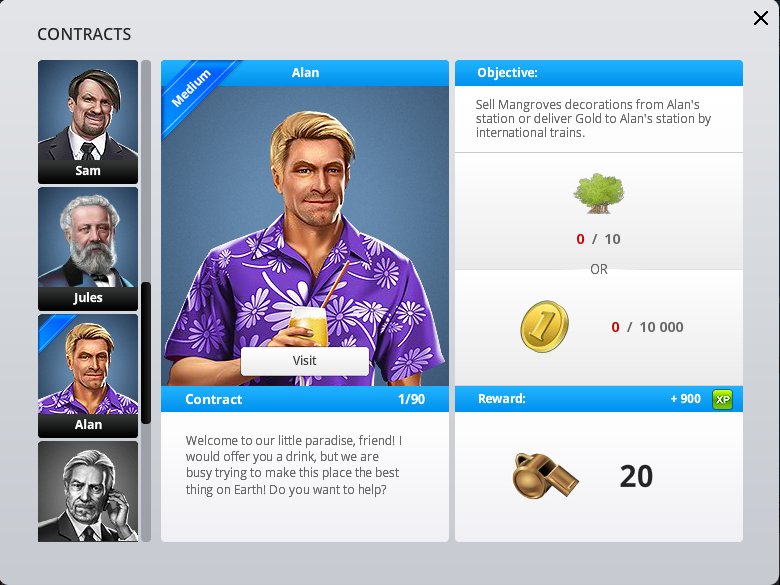 CONTRACTS
Sam
Jules
Alan
Medium
Alan
Visit
Contract 1/90
Welcome to our little paradise, friend! I
would offer you a drink, but we are
busy trying to make this place the best
thing on Earth! Do you want to help?
Objective:
Sell Mangroves decorations from Alan's
station or deliver Gold to Alan's station by
international trains.
0 / 10
OR
1
0 / 10 000
Reward: + 900 XP
20